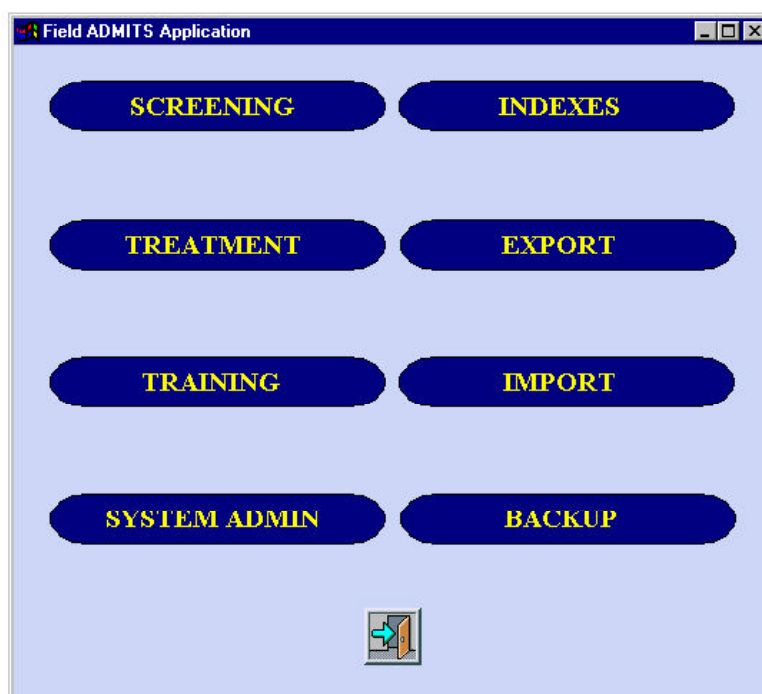 Field ADMITS Application
SCREENING
INDEXES
TREATMENT
EXPORT
TRAINING
IMPORT
SYSTEM ADMIN
BACKUP